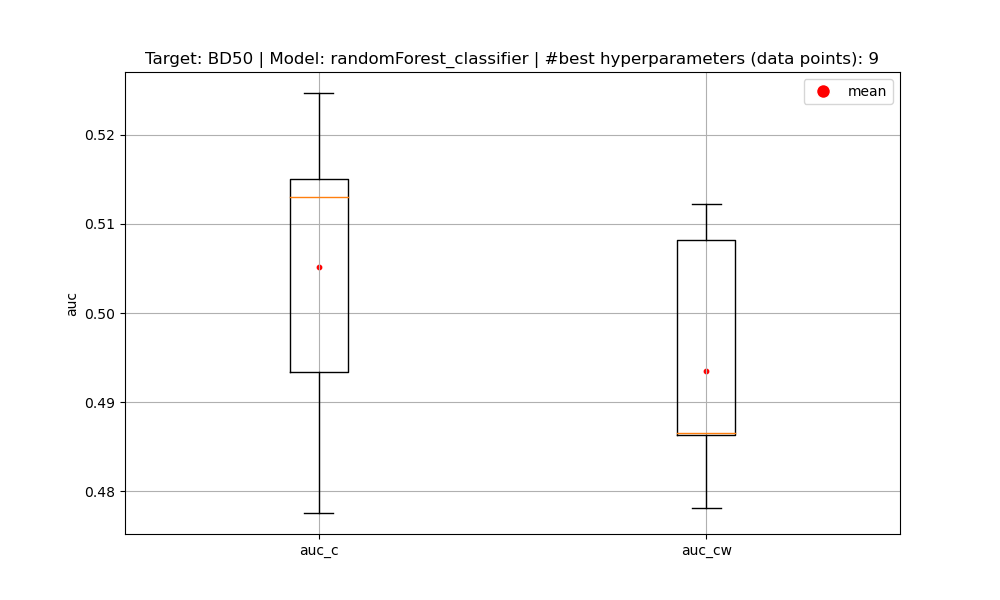 Target: BD50 | Model: randomForest_classifier | #best hyperparameters (data points): 9
mean
0.52
0.51
0.50
0.49
0.48
auc
auc_c
auc_cw